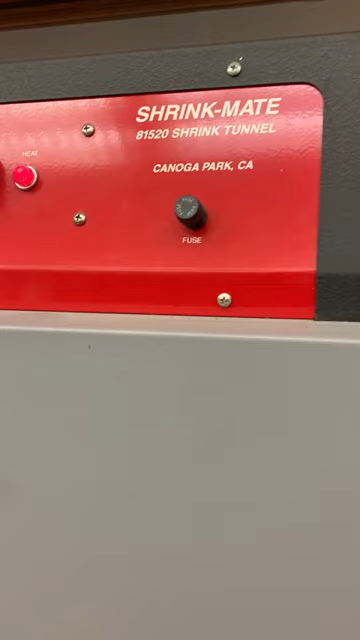 SHRINK-MATE
81520 SHRINK TUNNEL
HEAT
CANOGA PARK, CA
FUSE